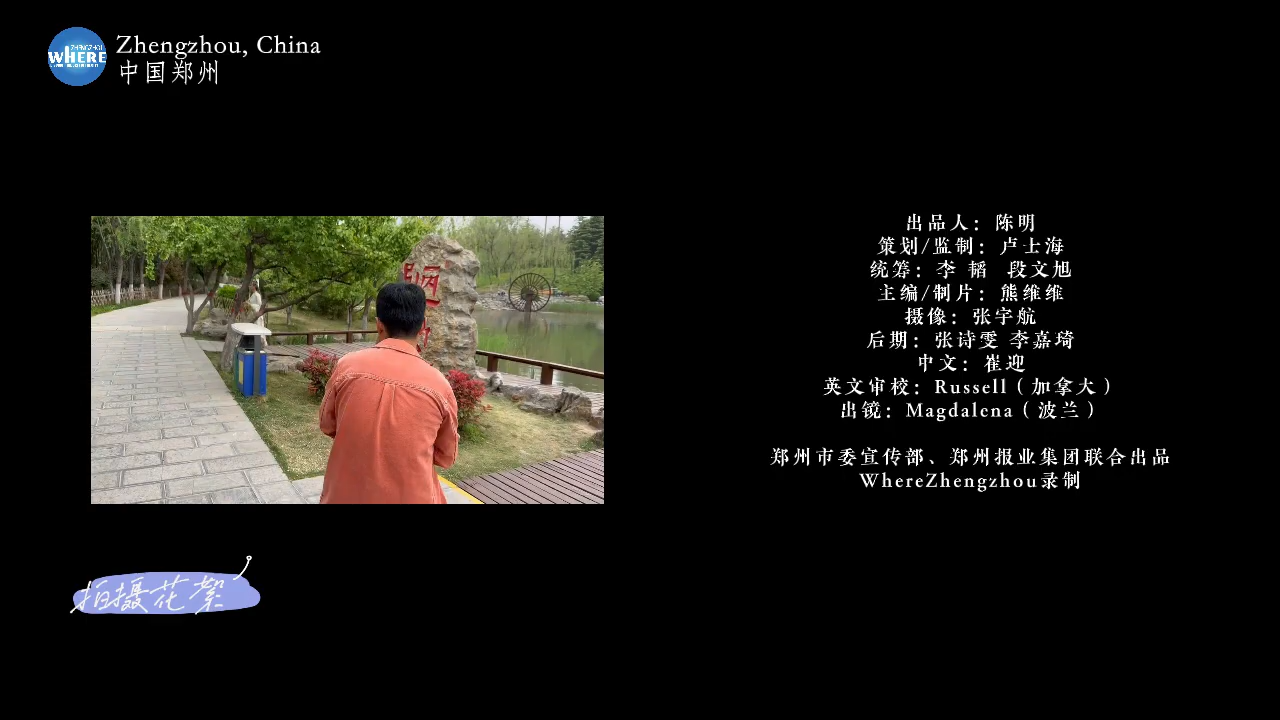 ZHENGZHOU
WHERE
Zhengzhou, China
中国郑州
出品人：陈明
策划/监制：卢士海
统筹：李 韬 段文旭
主编/制片：熊维维
摄像：张宇航
后期：张诗雯 李嘉琦
中文：崔迎
英文审校：Russell（加拿大）
出镜：Magdalena（波兰）
郑州市委宣传部、郑州报业集团联合出品
WhereZhengzhou录制
拍摄花絮